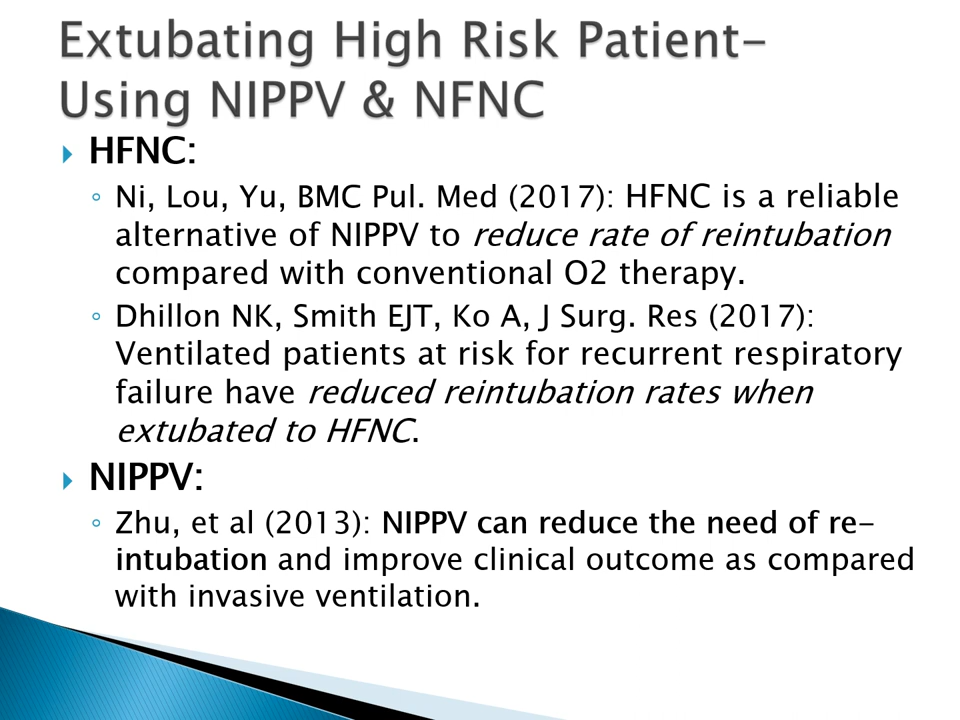 Extubating High Risk Patient-
Using NIPPV & NFNC
HFNC:
Ni, Lou, Yu, BMC Pul. Med (2017): HFNC is a reliable
alternative of NIPPV to reduce rate of reintubation
compared with conventional O2 therapy.
Dhillon NK, Smith EJT, Ko A, J Surg. Res (2017):
Ventilated patients at risk for recurrent respiratory
failure have reduced reintubation rates when
extubated to HFNC.
NIPPV:
Zhu, et al (2013): NIPPV can reduce the need of re-
intubation and improve clinical outcome as compared
with invasive ventilation.